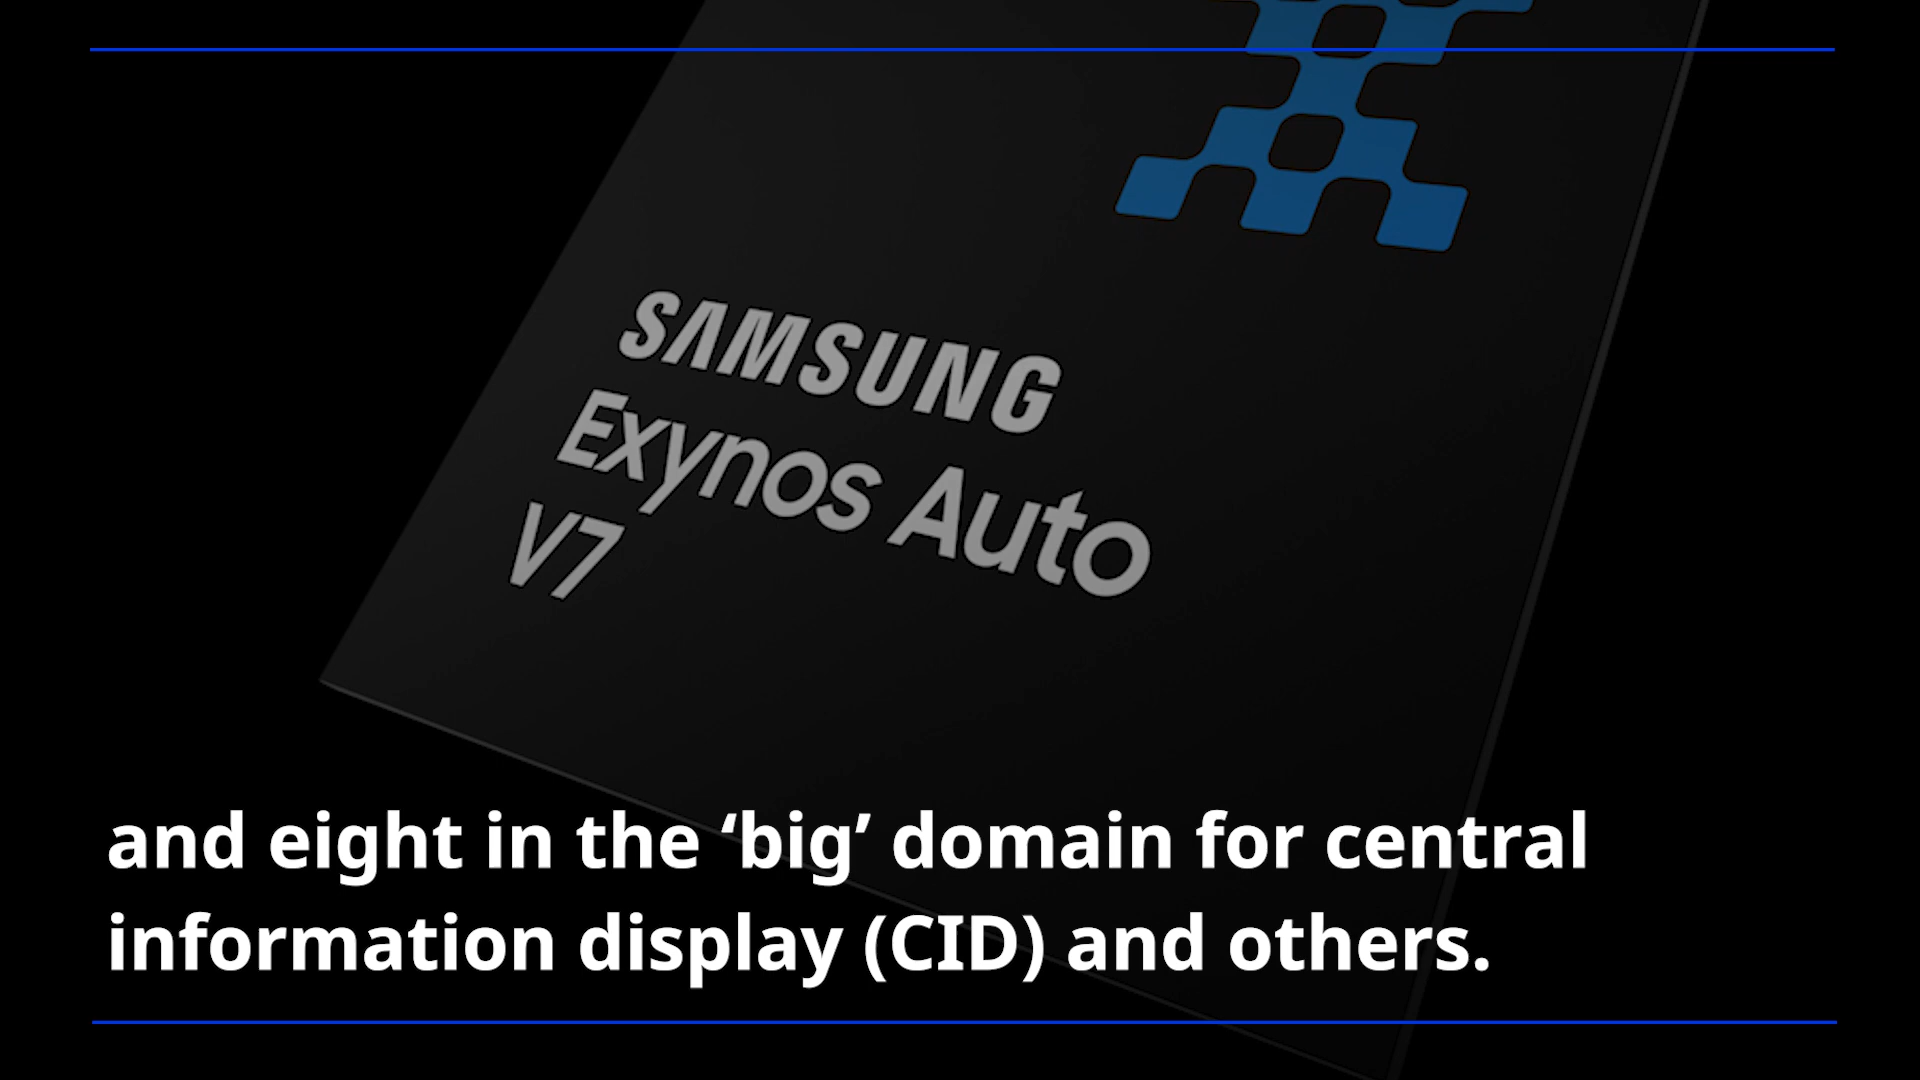 SAMSUNG
Exynos Auto
V7
and eight in the ‘big’ domain for central
information display (CID) and others.